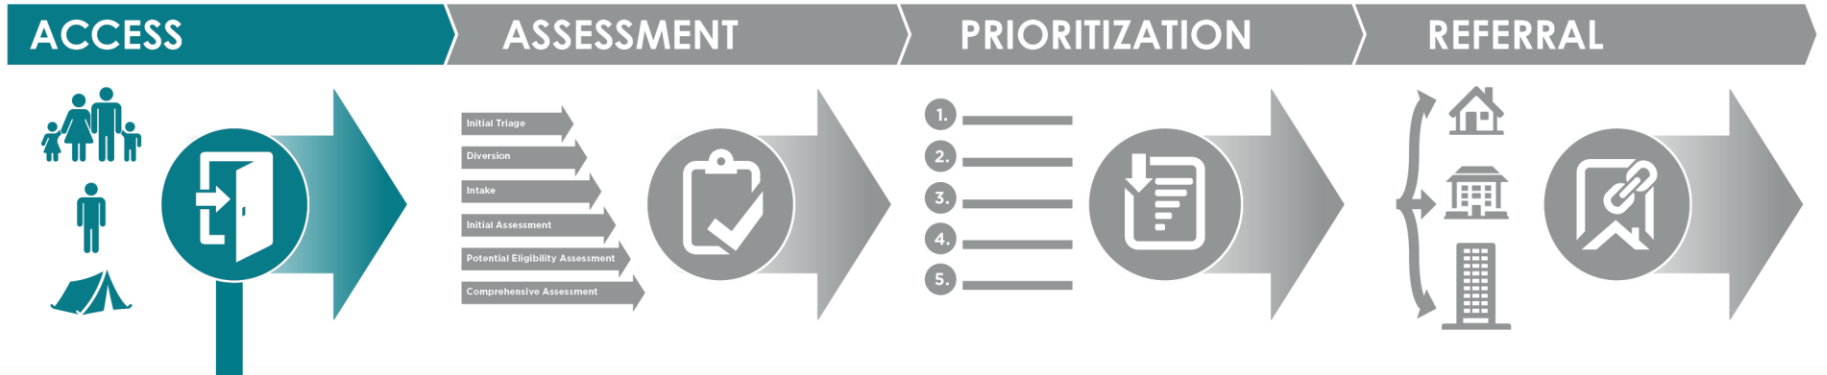 ACCESS
ASSESSMENT
PRIORITIZATION
REFERRAL
Initial Triage
Diversion
Intake
Initial Assessment
Potential Eligibility Assessment
Comprehensive Assessment
1.
2.
3.
4.
5.